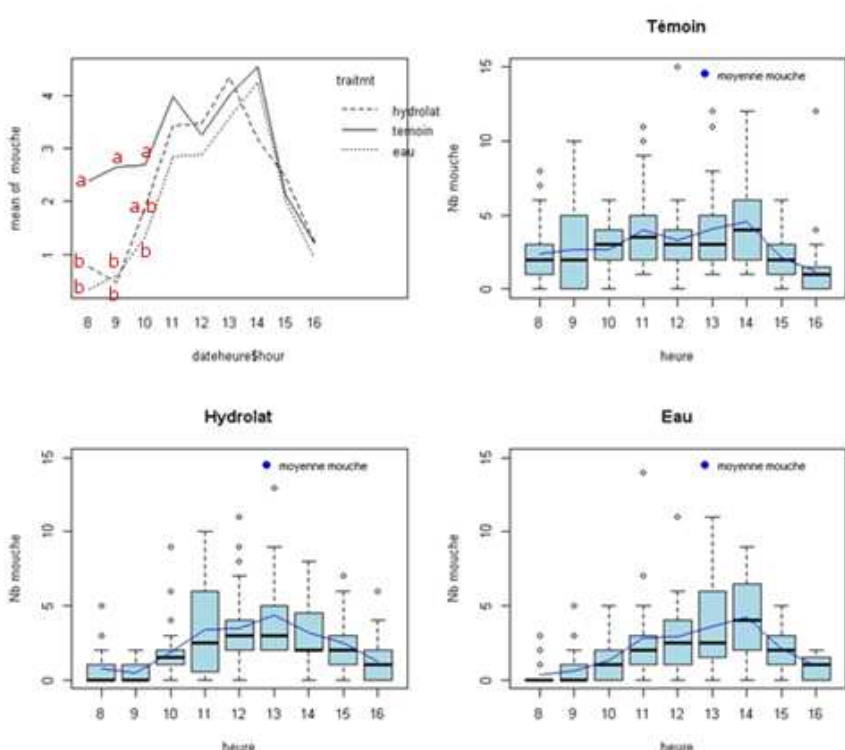 traitmt
hydrolat
temoin
eau
mean of mouche
4
3
2
1
a
a
a
a,b
b
b
b
b
b
8 9 10 11 12 13 14 15 16
dateheure$hour
Témoin
moyenne mouche
Nb mouche
15
10
5
0
8 9 10 11 12 13 14 15 16
heure
Hydrolat
moyenne mouche
Nb mouche
15
10
5
0
8 9 10 11 12 13 14 15 16
heure
Eau
moyenne mouche
Nb mouche
15
10
5
0
8 9 10 11 12 13 14 15 16
heure